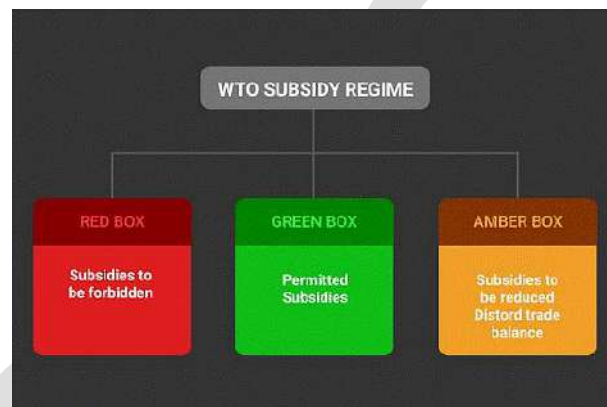 WTO SUBSIDY REGIME
RED BOX
Subsidies to
be forbidden
GREEN BOX
Permitted
Subsidies
AMBER BOX
Subsidies to
be reduced
Distord trade
balance